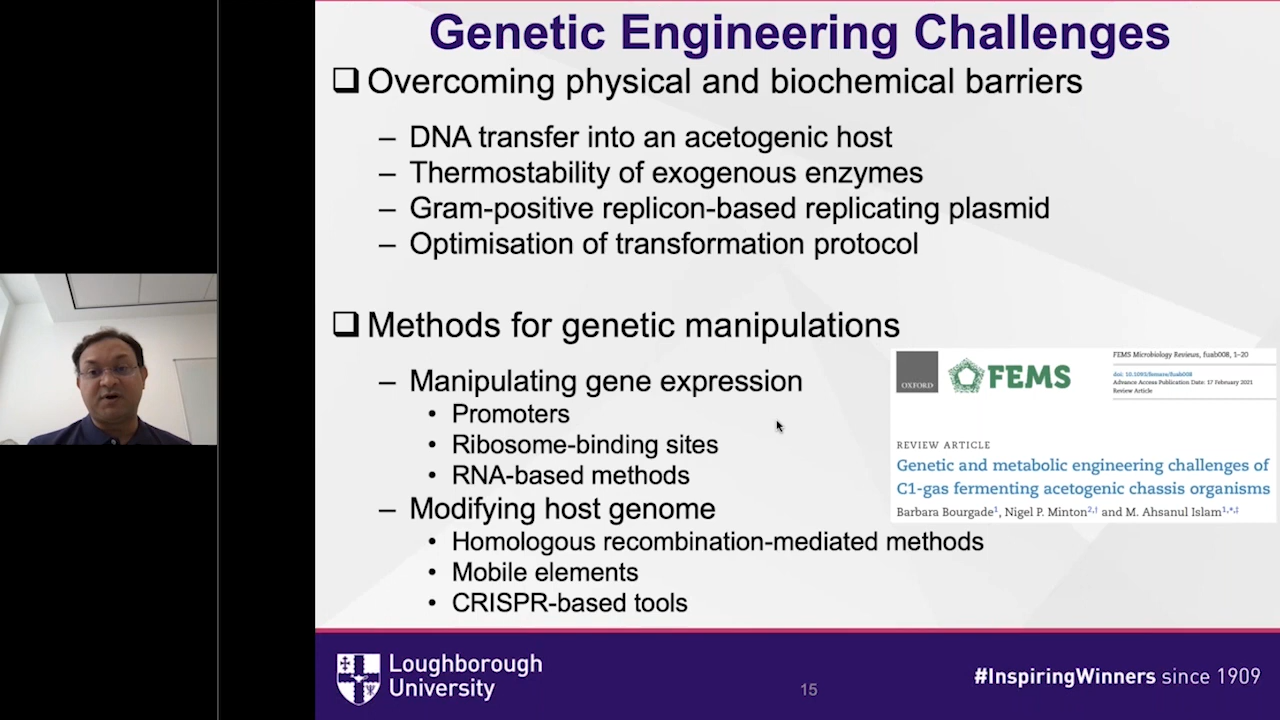 Genetic Engineering Challenges
❑ Overcoming physical and biochemical barriers
– DNA transfer into an acetogenic host
– Thermostability of exogenous enzymes
– Gram-positive replicon-based replicating plasmid
– Optimisation of transformation protocol
❑ Methods for genetic manipulations
– Manipulating gene expression
• Promoters
• Ribosome-binding sites
• RNA-based methods
– Modifying host genome
• Homologous recombination-mediated methods
• Mobile elements
• CRISPR-based tools
OXFORD
FEMS
FEMS Microbiology Reviews, fuab008, 1–20
doi: 10.1093/femsre/fuab008
Advance Access Publication Date: 17 February 2021
Review Article
REVIEW ARTICLE
Genetic and metabolic engineering challenges of
C1-gas fermenting acetogenic chassis organisms
Barbara Bourgade¹, Nigel P. Minton²,† and M. Ahsanul Islam¹,*,‡
Loughborough
University
15
#InspiringWinners since 1909